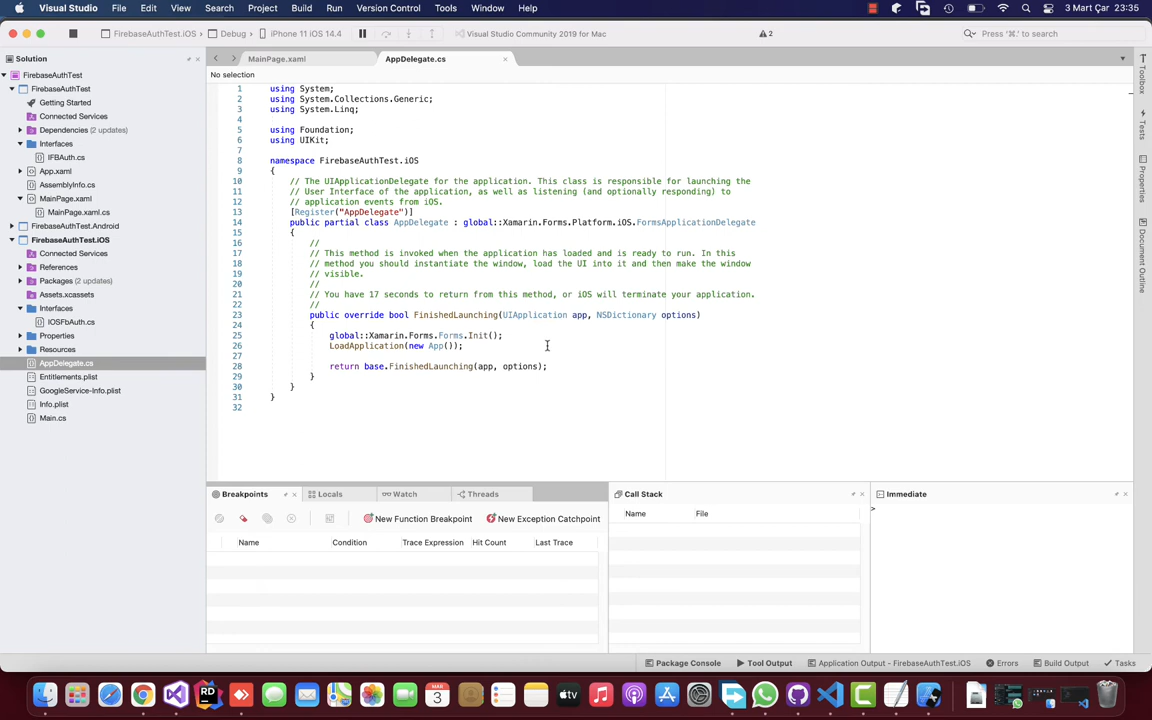 Visual Studio File Edit View Search Project Build Run Version Control Tools Window Help 3 Mart Çar 23:35
FirebaseAuthTest.iOS Debug iPhone 11 iOS 14.4 Visual Studio Community 2019 for Mac 2 Press '⌘.' to search
Solution MainPage.xaml AppDelegate.cs
No selection
FirebaseAuthTest
FirebaseAuthTest
Getting Started
Connected Services
Dependencies (2 updates)
Interfaces
IFBAuth.cs
App.xaml
AssemblyInfo.cs
MainPage.xaml
MainPage.xaml.cs
FirebaseAuthTest.Android
FirebaseAuthTest.iOS
Connected Services
References
Packages (2 updates)
Assets.xcassets
Interfaces
IOSFbAuth.cs
Properties
Resources
AppDelegate.cs
Entitlements.plist
GoogleService-Info.plist
Info.plist
Main.cs
1 using System;
2 using System.Collections.Generic;
3 using System.Linq;
4
5 using Foundation;
6 using UIKit;
7
8 namespace FirebaseAuthTest.iOS
9 {
10 // The UIApplicationDelegate for the application. This class is responsible for launching the
11 // User Interface of the application, as well as listening (and optionally responding) to
12 // application events from iOS.
13 [Register("AppDelegate")]
14 public partial class AppDelegate : global::Xamarin.Forms.Platform.iOS.FormsApplicationDelegate
15 {
16 //
17 // This method is invoked when the application has loaded and is ready to run. In this
18 // method you should instantiate the window, load the UI into it and then make the window
19 // visible.
20 //
21 // You have 17 seconds to return from this method, or iOS will terminate your application.
22 //
23 public override bool FinishedLaunching(UIApplication app, NSDictionary options)
24 {
25 global::Xamarin.Forms.Forms.Init();
26 LoadApplication(new App());
27
28 return base.FinishedLaunching(app, options);
29 }
30 }
31 }
32
Toolbox
Tests
Properties
Document Outline
Breakpoints Locals Watch Threads
New Function Breakpoint New Exception Catchpoint
Name Condition Trace Expression Hit Count Last Trace
Call Stack
Name File
Immediate
>
Package Console Tool Output Application Output - FirebaseAuthTest.iOS Errors Build Output Tasks
MAR
3
RD
tv